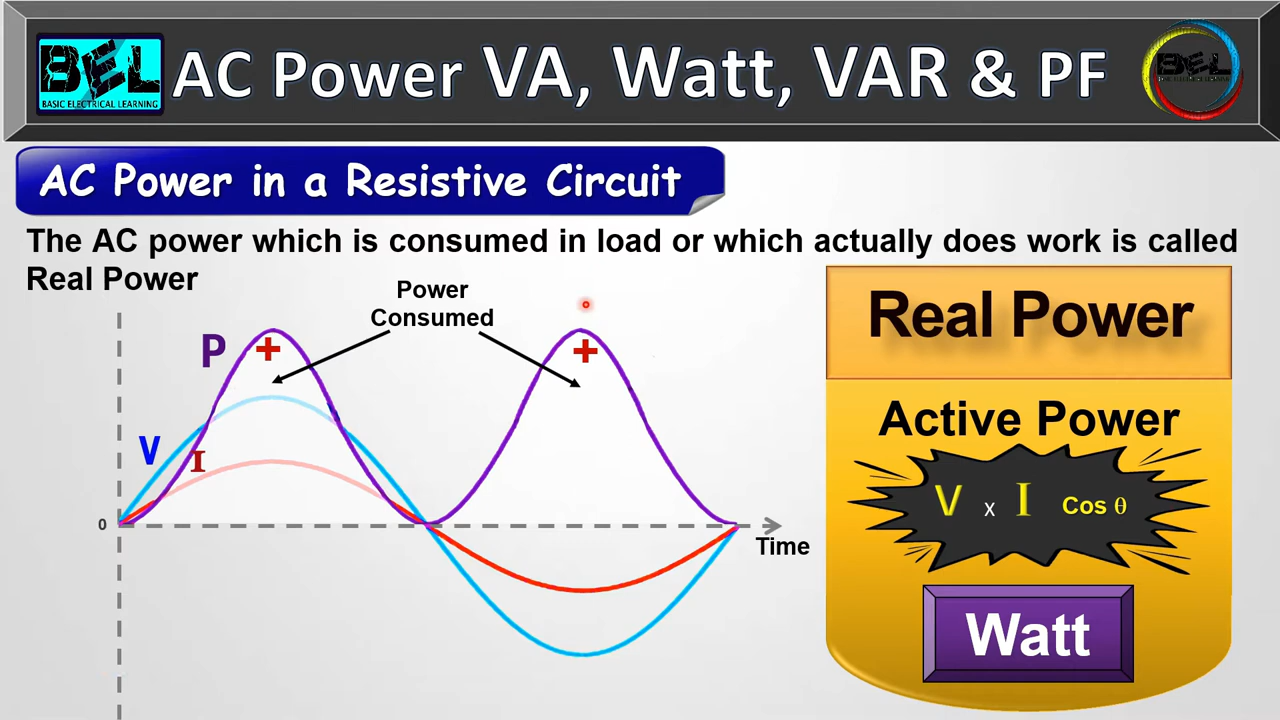 BEL
BASIC ELECTRICAL LEARNING
AC Power VA, Watt, VAR & PF
BEL
AC Power in a Resistive Circuit
The AC power which is consumed in load or which actually does work is called
Real Power
Power
Consumed
P
+
+
V
I
0
Time
Real Power
Active Power
V x I Cos θ
Watt